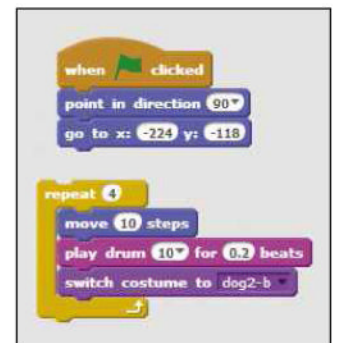 when clicked
point in direction 90
go to x: -224 y: -118
repeat 4
move 10 steps
play drum 10 for 0.2 beats
switch costume to dog2-b